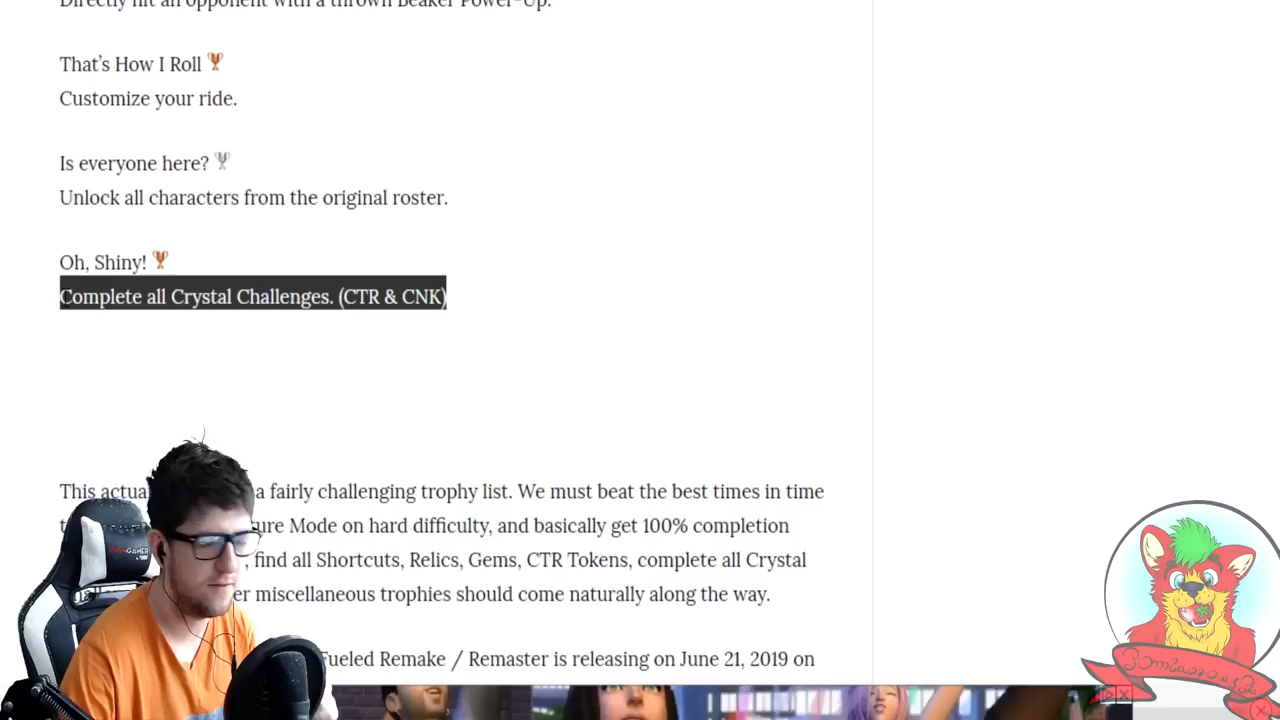 Directly hit an opponent with a thrown Beaker Power-Up.
That's How I Roll
Customize your ride.
Is everyone here?
Unlock all characters from the original roster.
Oh, Shiny!
Complete all Crystal Challenges. (CTR & CNK)
This actua a fairly challenging trophy list. We must beat the best times in time
ure Mode on hard difficulty, and basically get 100% completion
, find all Shortcuts, Relics, Gems, CTR Tokens, complete all Crystal
er miscellaneous trophies should come naturally along the way.
Fueled Remake / Remaster is releasing on June 21, 2019 on